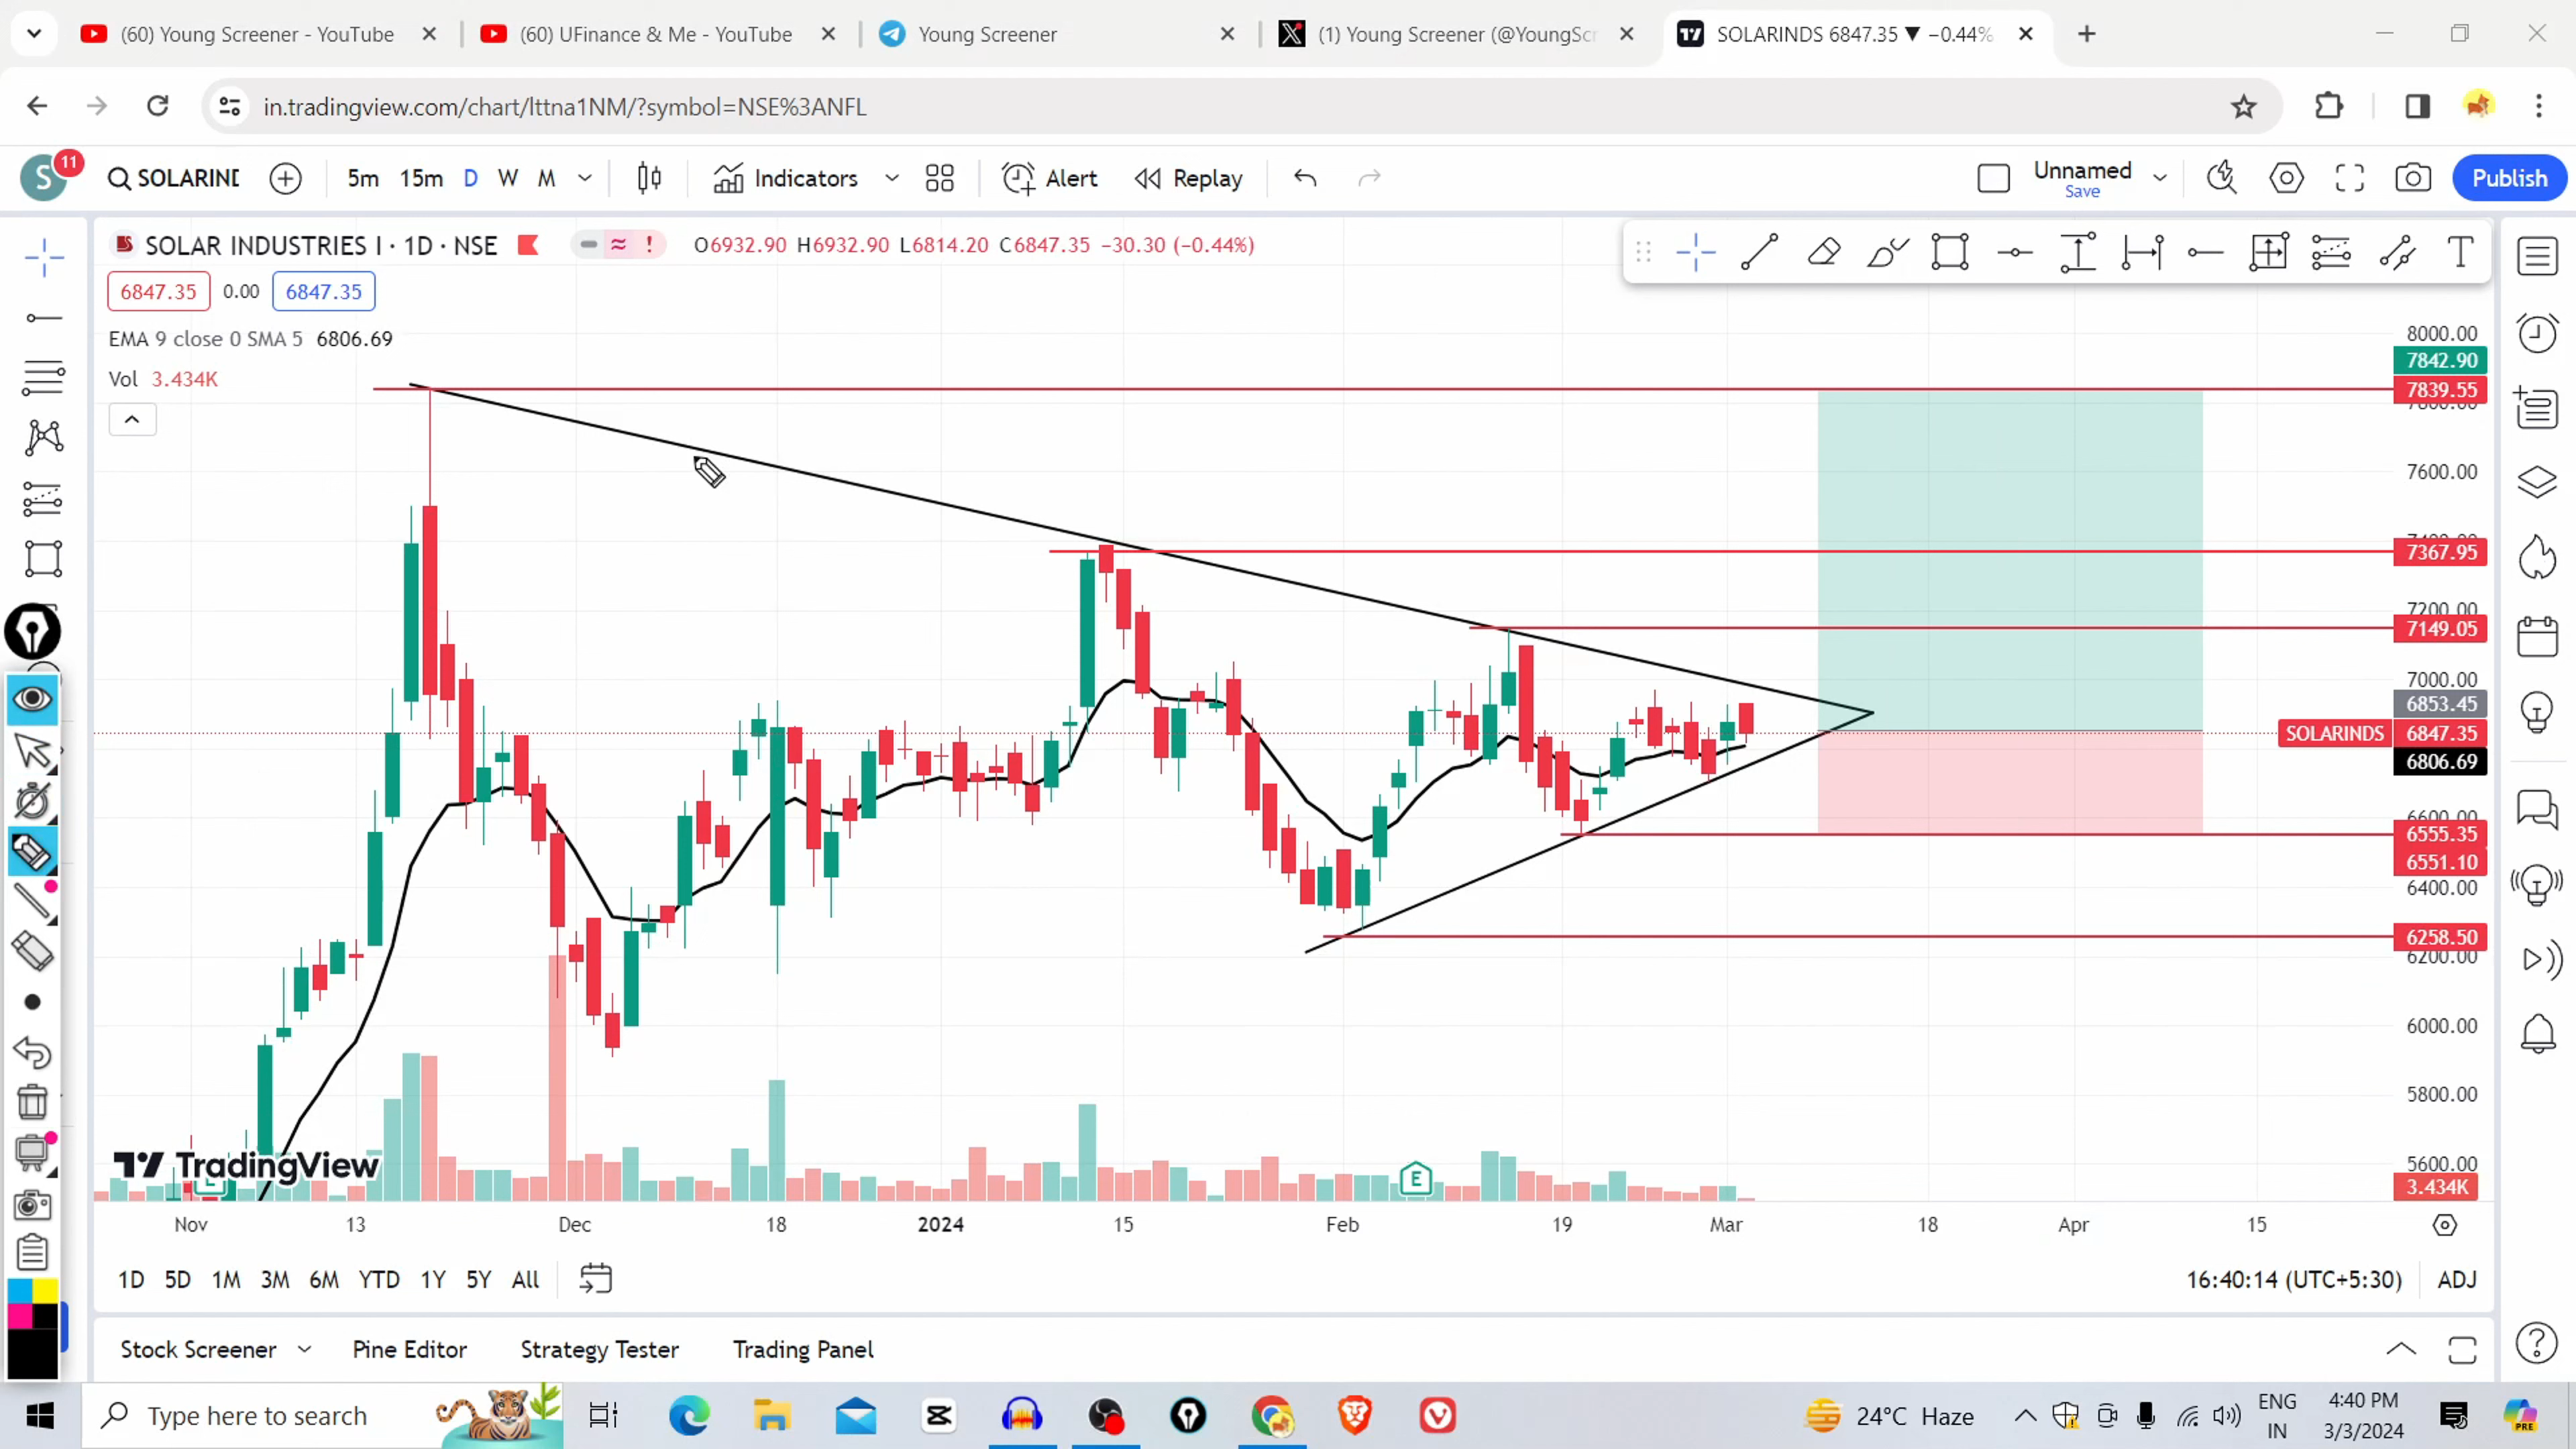 (60) Young Screener - YouTube
(60) UFinance & Me - YouTube
Young Screener
(1) Young Screener (@YoungScr
SOLARINDS 6847.35 ▼ −0.44%
in.tradingview.com/chart/lttna1NM/?symbol=NSE%3ANFL
S 11
SOLARIND
5m 15m D W M
Indicators
Alert
Replay
Unnamed
Save
Publish
SOLAR INDUSTRIES I · 1D · NSE
O6932.90 H6932.90 L6814.20 C6847.35 −30.30 (−0.44%)
6847.35 0.00 6847.35
EMA 9 close 0 SMA 5 6806.69
Vol 3.434K
8000.00
7842.90
7839.55
7600.00
7367.95
7200.00
7149.05
7000.00
6853.45
SOLARINDS 6847.35
6806.69
6600.00
6555.35
6551.10
6400.00
6258.50
6200.00
6000.00
5800.00
5600.00
3.434K
TradingView
E
Nov 13 Dec 18 2024 15 Feb 19 Mar 18 Apr 15
1D 5D 1M 3M 6M YTD 1Y 5Y All
16:40:14 (UTC+5:30) ADJ
Stock Screener Pine Editor Strategy Tester Trading Panel
Type here to search
24°C Haze
ENG
IN
4:40 PM
3/3/2024
PRE